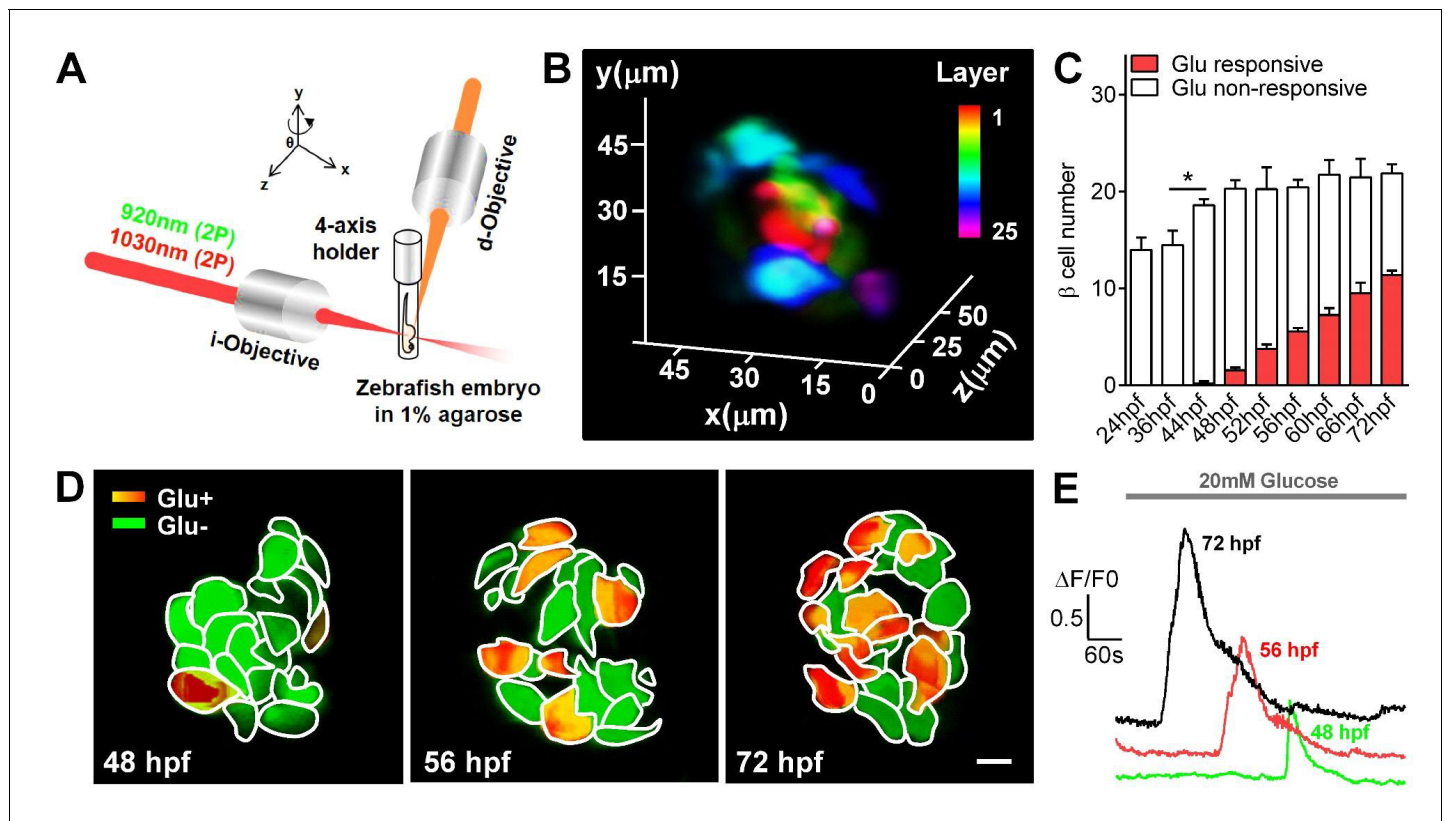 A
y
θ
x
z
920nm (2P)
1030nm (2P)
i-Objective
4-axis
holder
d-Objective
Zebrafish embryo
in 1% agarose
B
y(μm)
45
30
15
45
30
15
0
x(μm)
0
25
50
z(μm)
Layer
1
25
C
Glu responsive
Glu non-responsive
β cell number
30
20
10
0
*
24hpf
36hpf
44hpf
48hpf
52hpf
56hpf
60hpf
66hpf
72hpf
D
Glu+
Glu-
48 hpf
56 hpf
72 hpf
E
20mM Glucose
72 hpf
ΔF/F0
0.5
60s
56 hpf
48 hpf